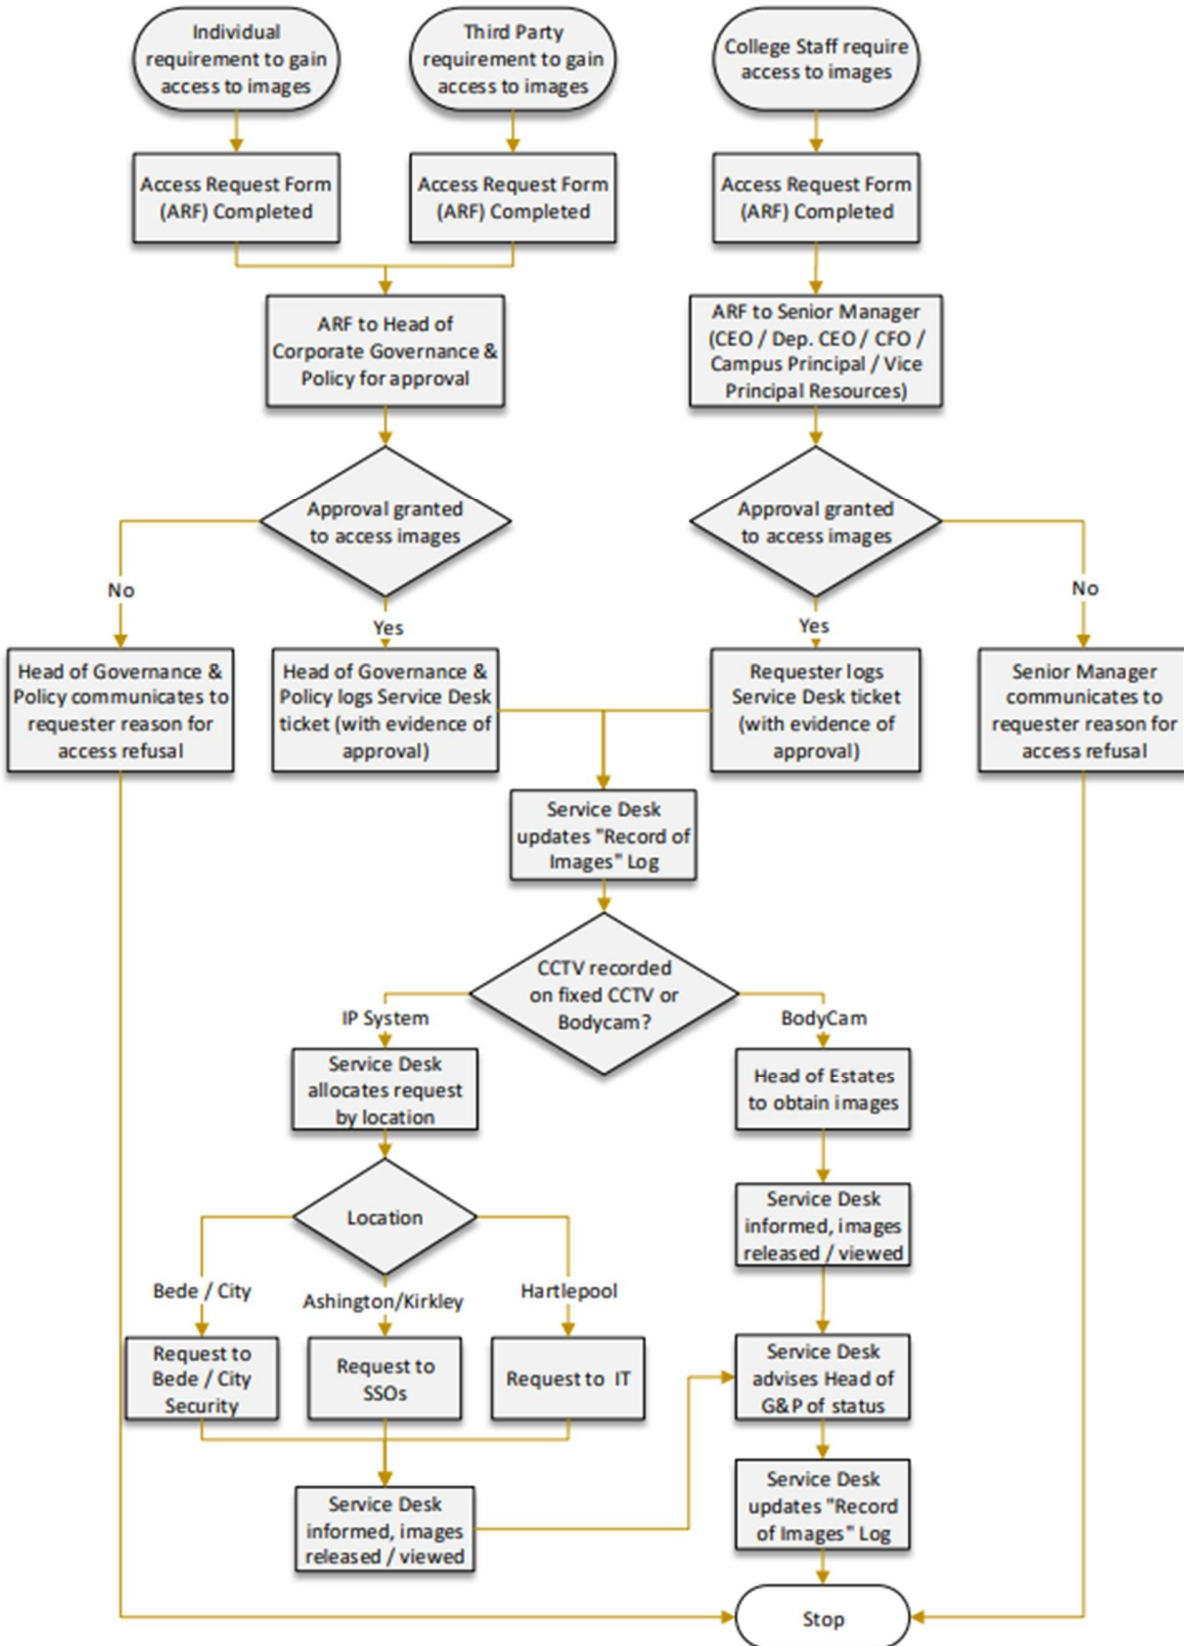 Individual
requirement to gain
access to images
Third Party
requirement to gain
access to images
College Staff require
access to images
Access Request Form
(ARF) Completed
Access Request Form
(ARF) Completed
Access Request Form
(ARF) Completed
ARF to Head of
Corporate Governance &
Policy for approval
ARF to Senior Manager
(CEO / Dep. CEO / CFO /
Campus Principal / Vice
Principal Resources)
Approval granted
to access images
Approval granted
to access images
No
Yes
Yes
No
Head of Governance &
Policy communicates to
requester reason for
access refusal
Head of Governance &
Policy logs Service Desk
ticket (with evidence of
approval)
Requester logs
Service Desk ticket
(with evidence of
approval)
Senior Manager
communicates to
requester reason for
access refusal
Service Desk
updates "Record of
Images" Log
CCTV recorded
on fixed CCTV or
Bodycam?
IP System
BodyCam
Service Desk
allocates request
by location
Head of Estates
to obtain images
Location
Service Desk
informed, images
released / viewed
Bede / City
Ashington/Kirkley
Hartlepool
Request to
Bede / City
Security
Request to
SSOs
Request to IT
Service Desk
advises Head of
G&P of status
Service Desk
informed, images
released / viewed
Service Desk
updates "Record
of Images" Log
Stop